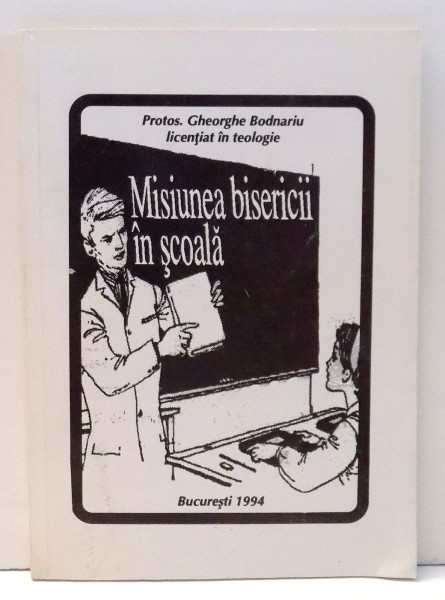 Protos. Gheorghe Bodnariu
licențiat în teologie
Misiunea bisericii
în școală
București 1994